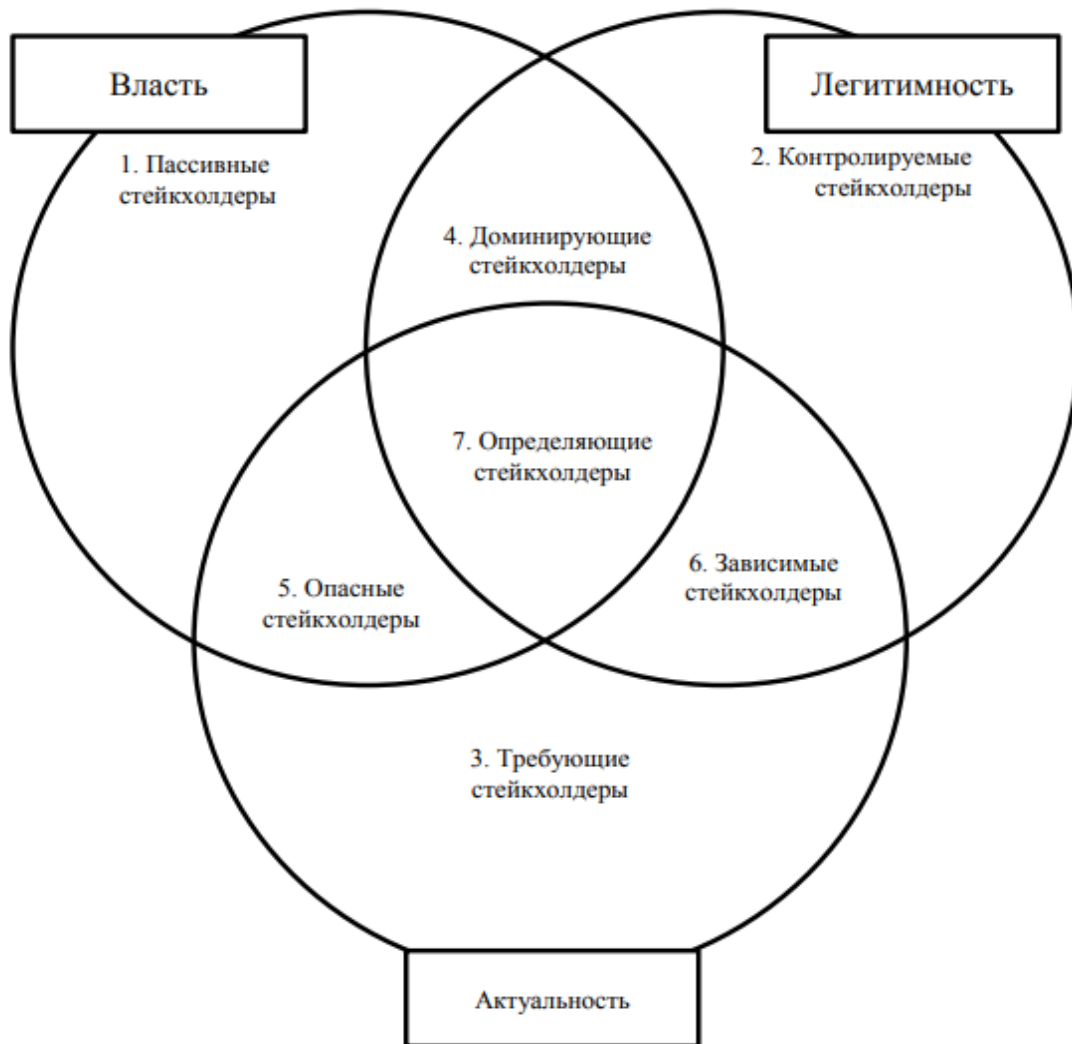 Власть
Легитимность
1. Пассивные
стейкхолдеры
2. Контролируемые
стейкхолдеры
4. Доминирующие
стейкхолдеры
7. Определяющие
стейкхолдеры
5. Опасные
стейкхолдеры
6. Зависимые
стейкхолдеры
3. Требующие
стейкхолдеры
Актуальность